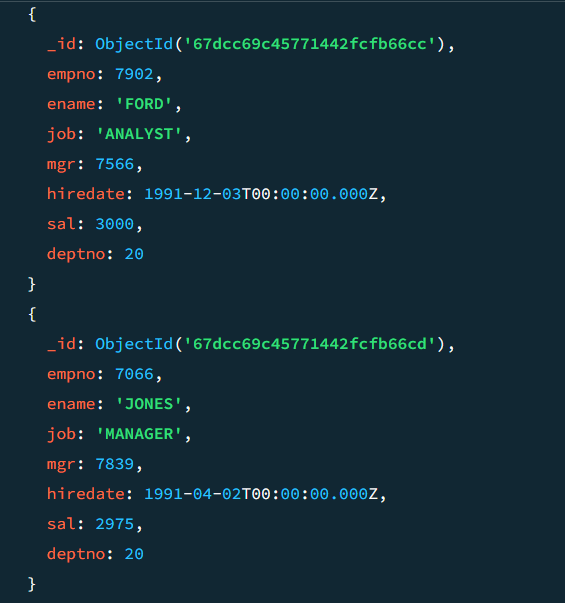 {
_id: ObjectId('67dcc69c45771442fcfb66cc'),
empno: 7902,
ename: 'FORD',
job: 'ANALYST',
mgr: 7566,
hiredate: 1991-12-03T00:00:00.000Z,
sal: 3000,
deptno: 20
}
{
_id: ObjectId('67dcc69c45771442fcfb66cd'),
empno: 7066,
ename: 'JONES',
job: 'MANAGER',
mgr: 7839,
hiredate: 1991-04-02T00:00:00.000Z,
sal: 2975,
deptno: 20
}